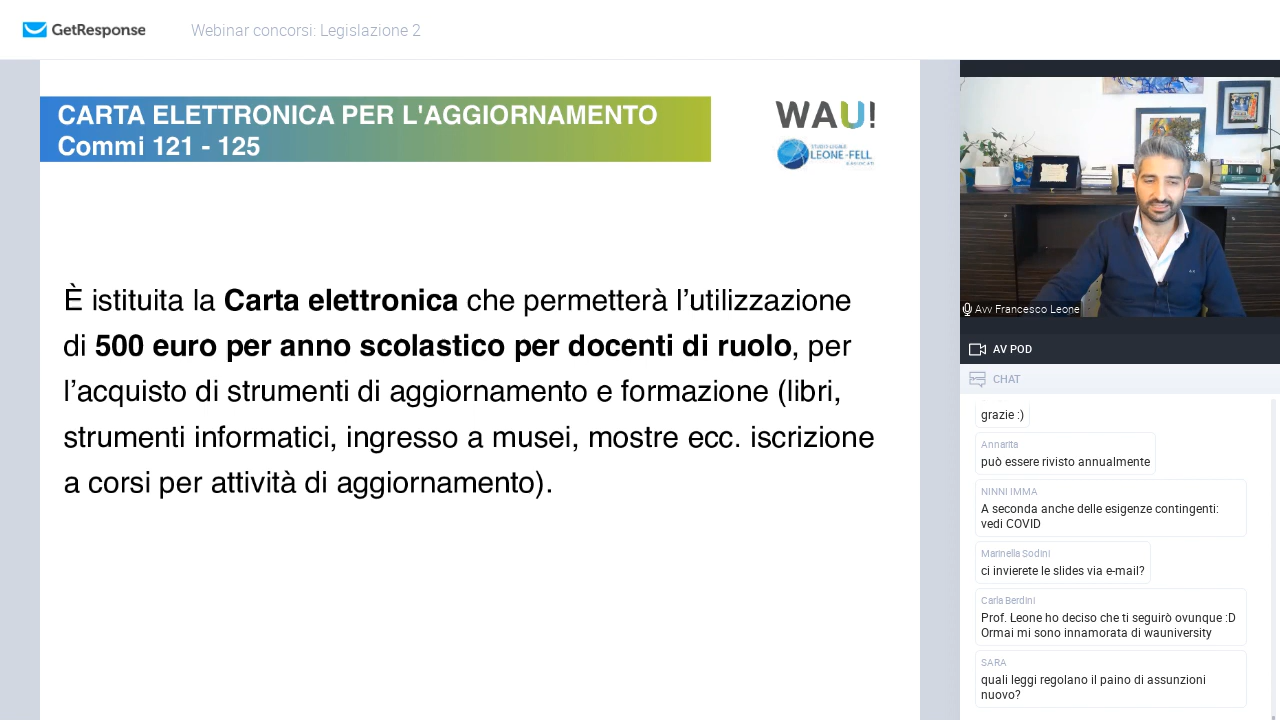 GetResponse
Webinar concorsi: Legislazione 2
CARTA ELETTRONICA PER L'AGGIORNAMENTO
Commi 121 - 125
WAU!
STUDIO LEGALE
LEONE-FELL
& ASSOCIATI
È istituita la Carta elettronica che permetterà l’utilizzazione
di 500 euro per anno scolastico per docenti di ruolo, per
l’acquisto di strumenti di aggiornamento e formazione (libri,
strumenti informatici, ingresso a musei, mostre ecc. iscrizione
a corsi per attività di aggiornamento).
Avv Francesco Leone
AV POD
CHAT
grazie :)
Annarita
può essere rivisto annualmente
NINNI IMMA
A seconda anche delle esigenze contingenti:
vedi COVID
Marinella Sodini
ci invierete le slides via e-mail?
Carla Berdini
Prof. Leone ho deciso che ti seguirò ovunque :D
Ormai mi sono innamorata di wauniversity
SARA
quali leggi regolano il paino di assunzioni
nuovo?